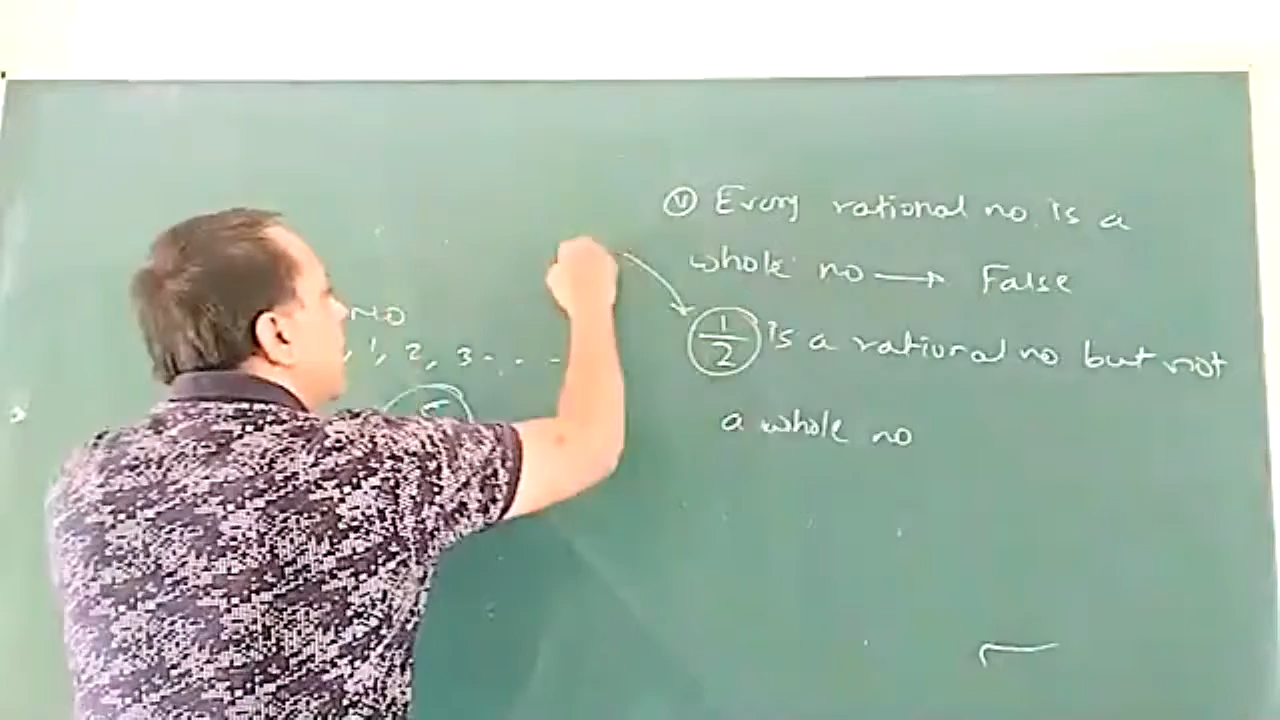 NO
1, 2, 3 - . . -
Every rational no. is a
whole no → False
1/2 is a rational no but not
a whole no